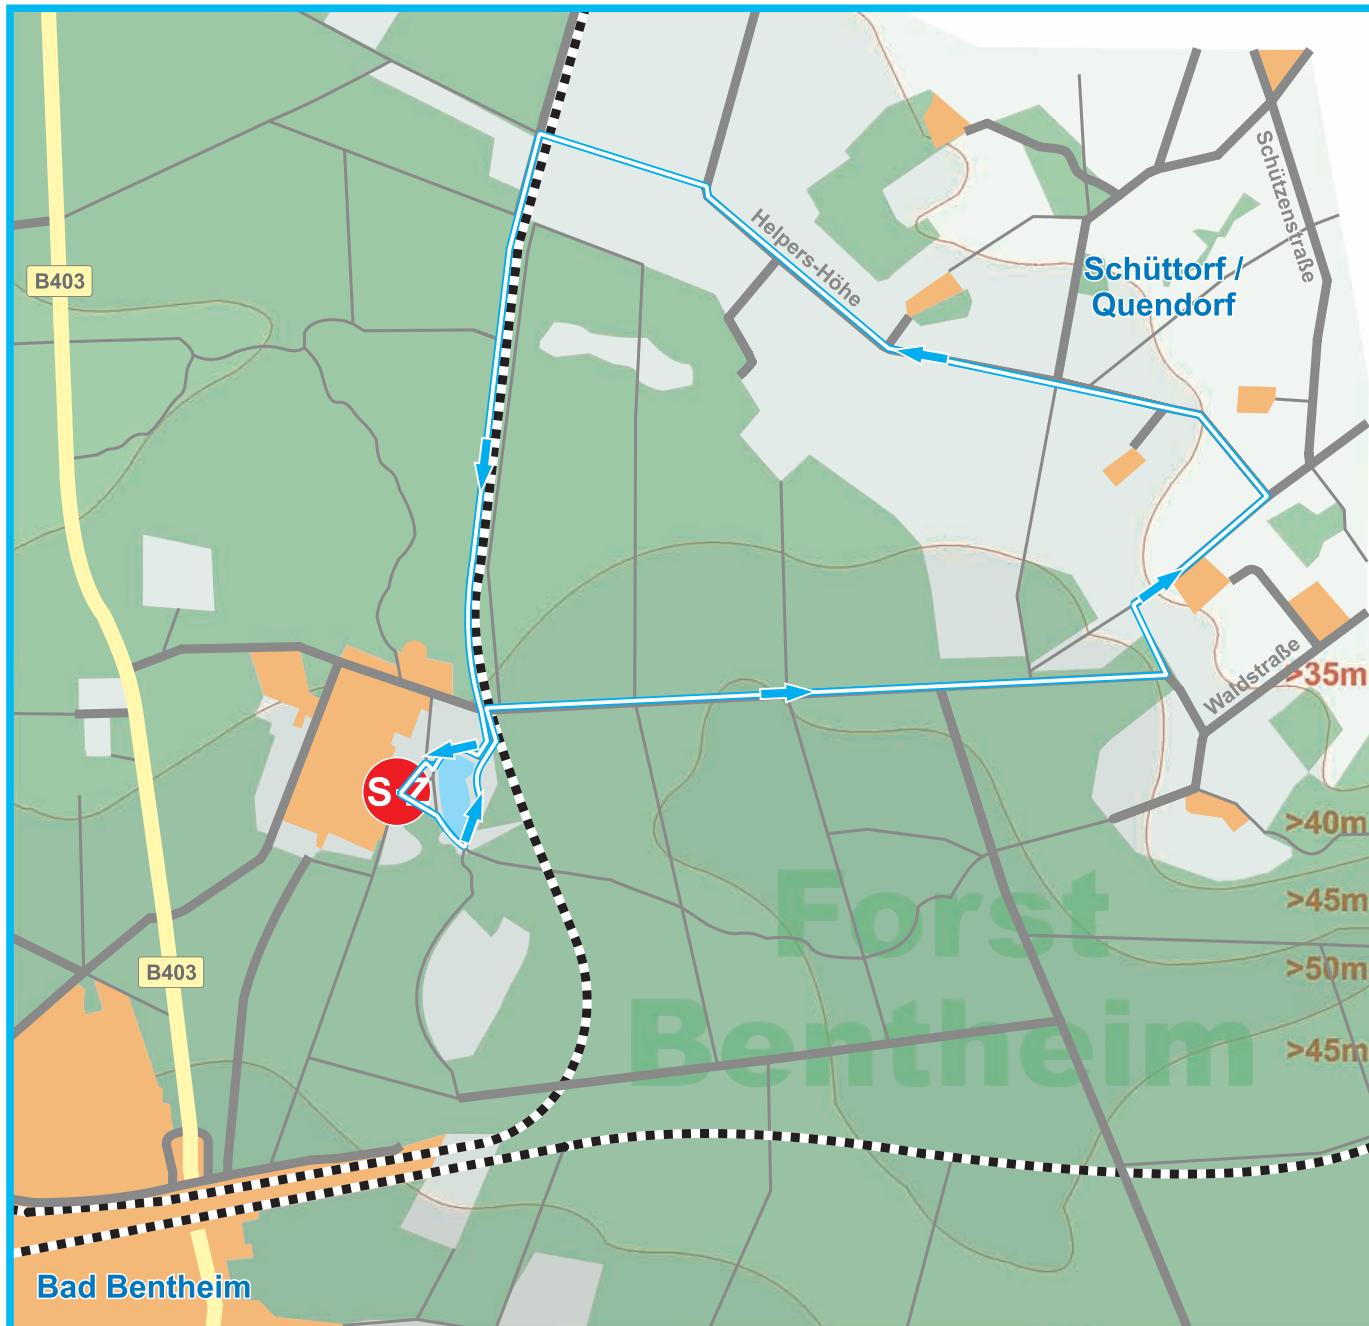 Schützenstraße
Helpers-Höhe
B403
Schüttorf /
Quendorf
Waldstraße
>35m
S
>40m
Forst
>45m
B403
>50m
Bentheim
>45m
Bad Bentheim